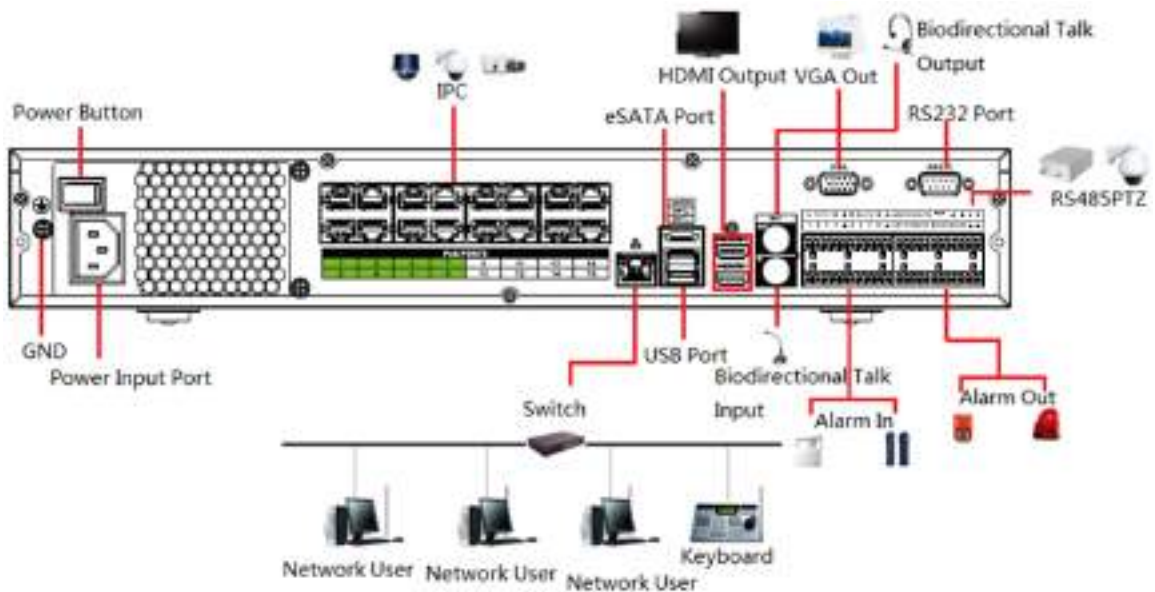 Biodirectional Talk
Output
HDMI Output
VGA Out
IPC
Power Button
eSATA Port
RS232 Port
RS485PTZ
GND
Power Input Port
USB Port
Biodirectional Talk
Input
Alarm In
Alarm Out
Switch
Network User
Network User
Network User
Keyboard